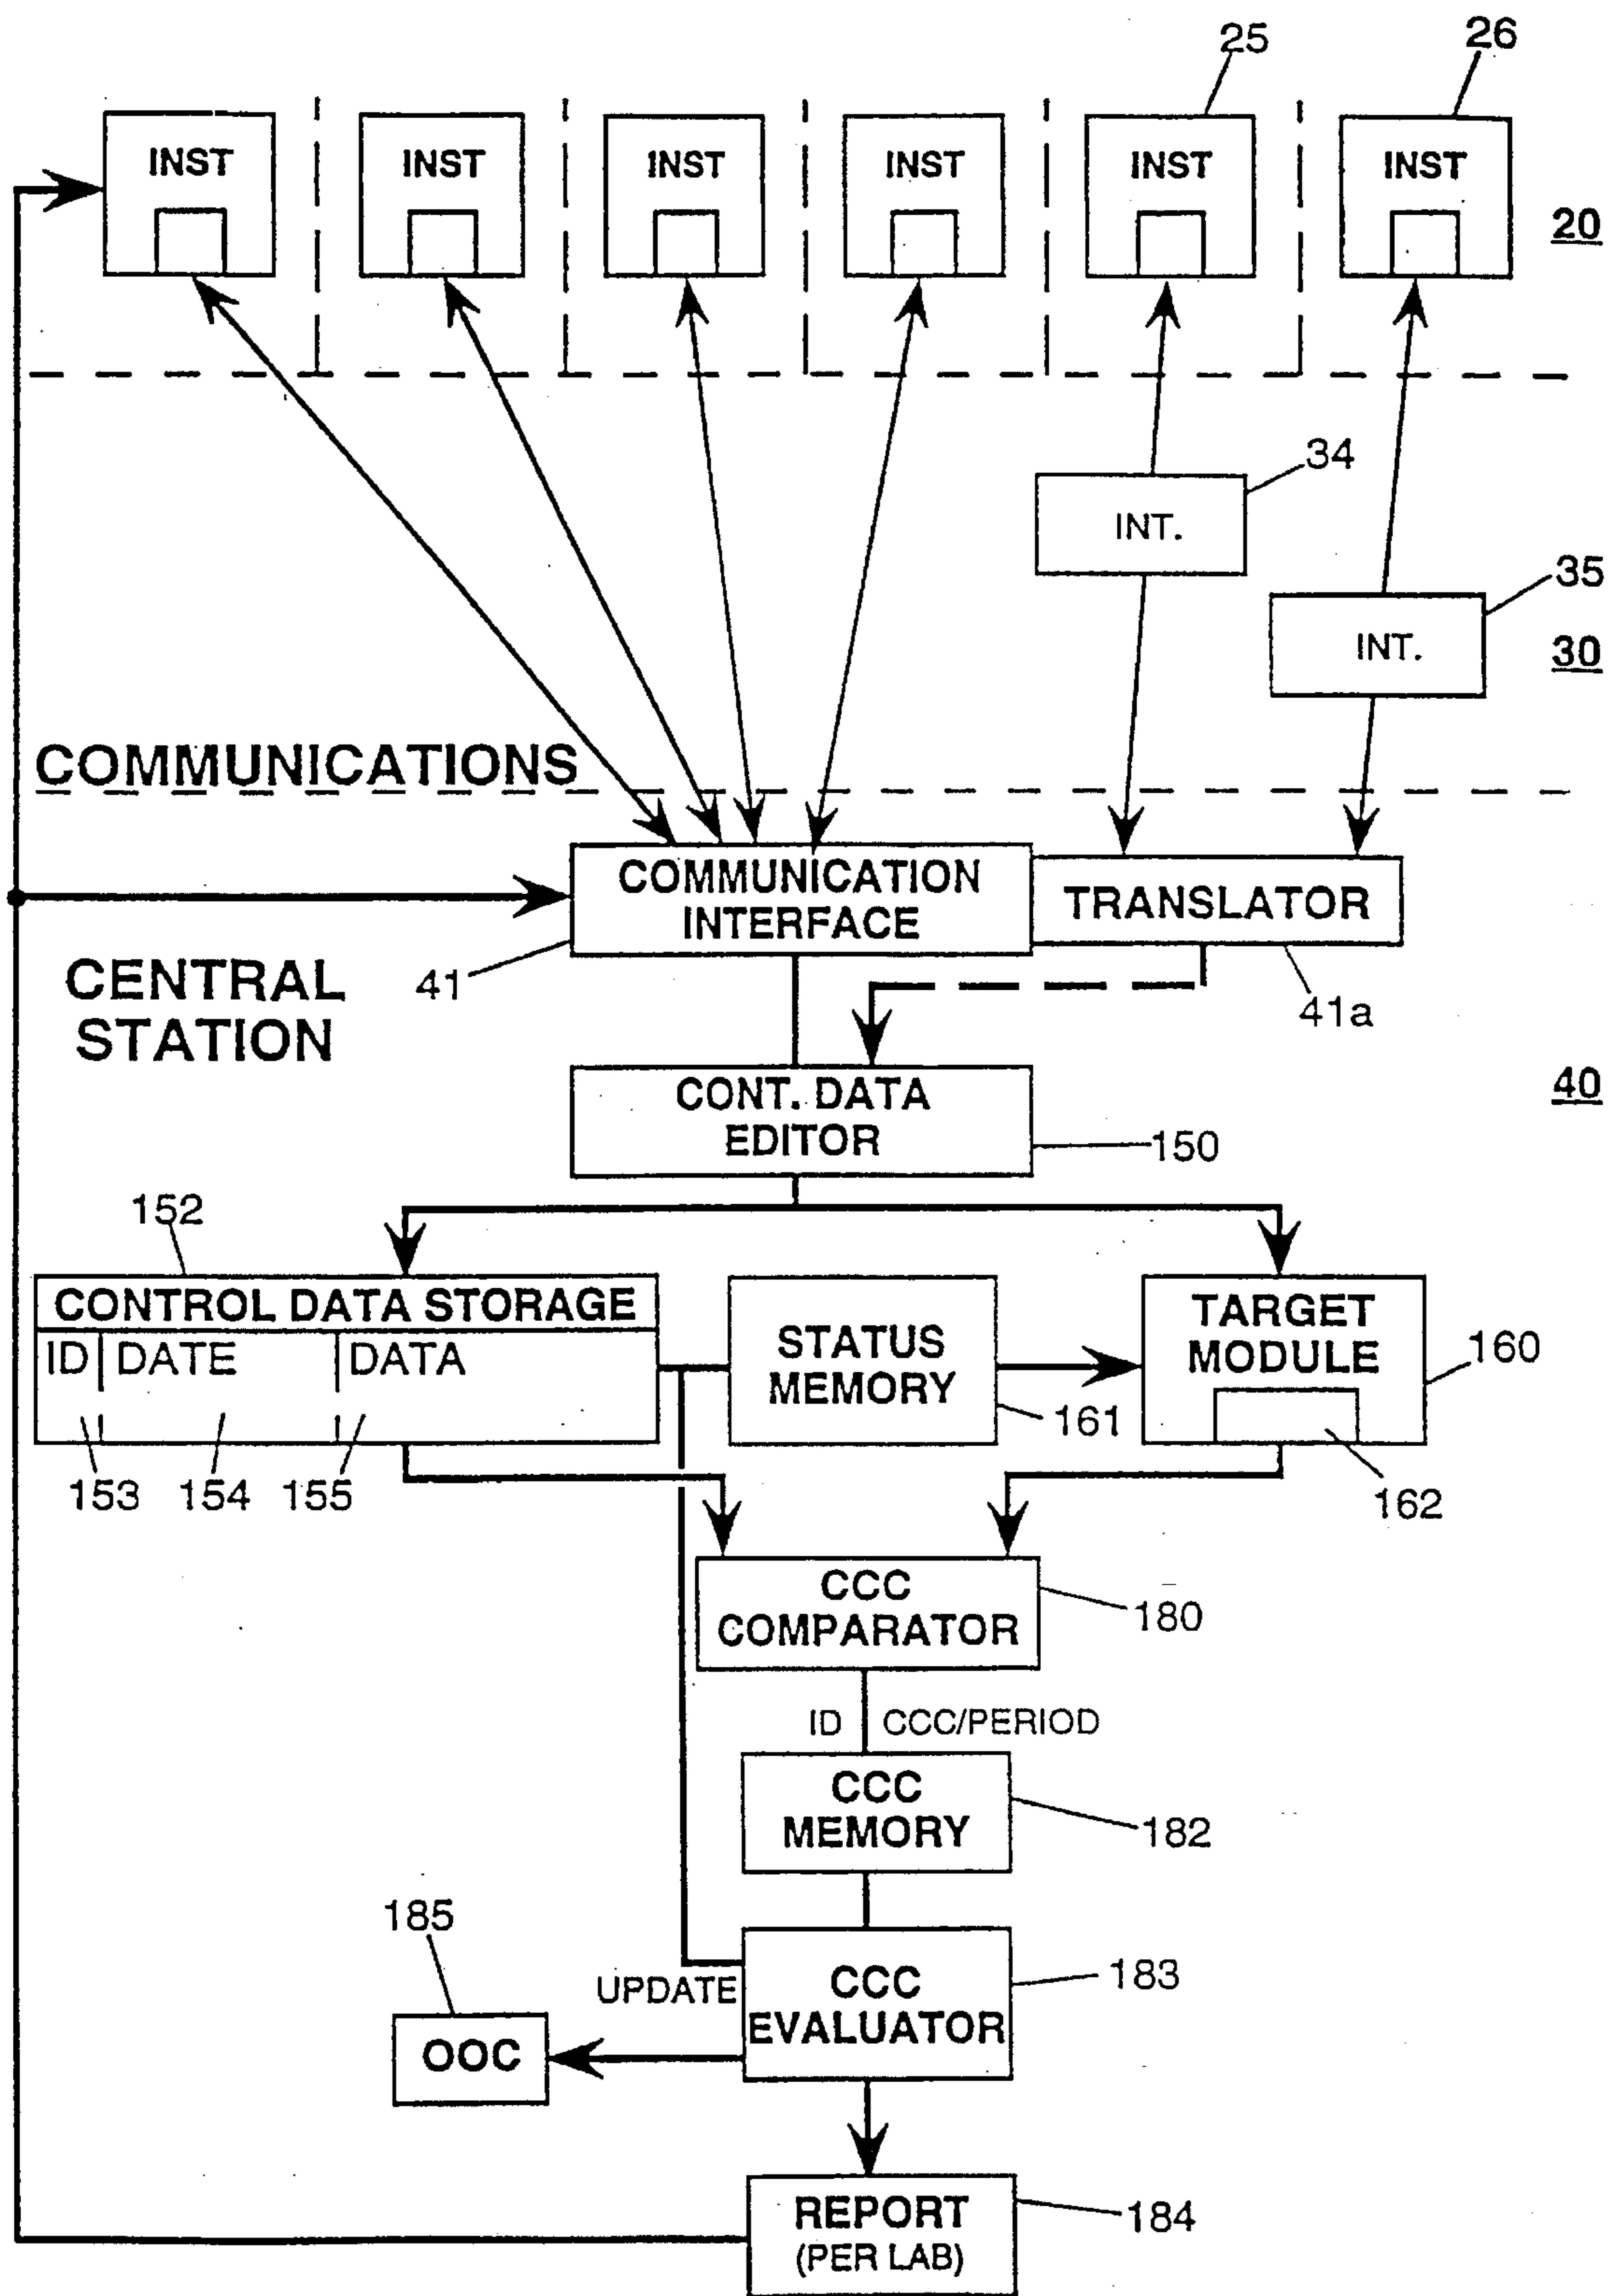 25
26
INST
INST
INST
INST
INST
INST
20
34
INT.
35
INT.
30
COMMUNICATIONS
COMMUNICATION
INTERFACE
TRANSLATOR
CENTRAL
STATION
41
41a
CONT. DATA
EDITOR
40
150
152
CONTROL DATA STORAGE
ID
DATE
DATA
STATUS
MEMORY
TARGET
MODULE
160
161
153
154
155
162
CCC
COMPARATOR
180
ID
CCC/PERIOD
CCC
MEMORY
182
185
UPDATE
CCC
EVALUATOR
183
OOC
REPORT
(PER LAB)
184